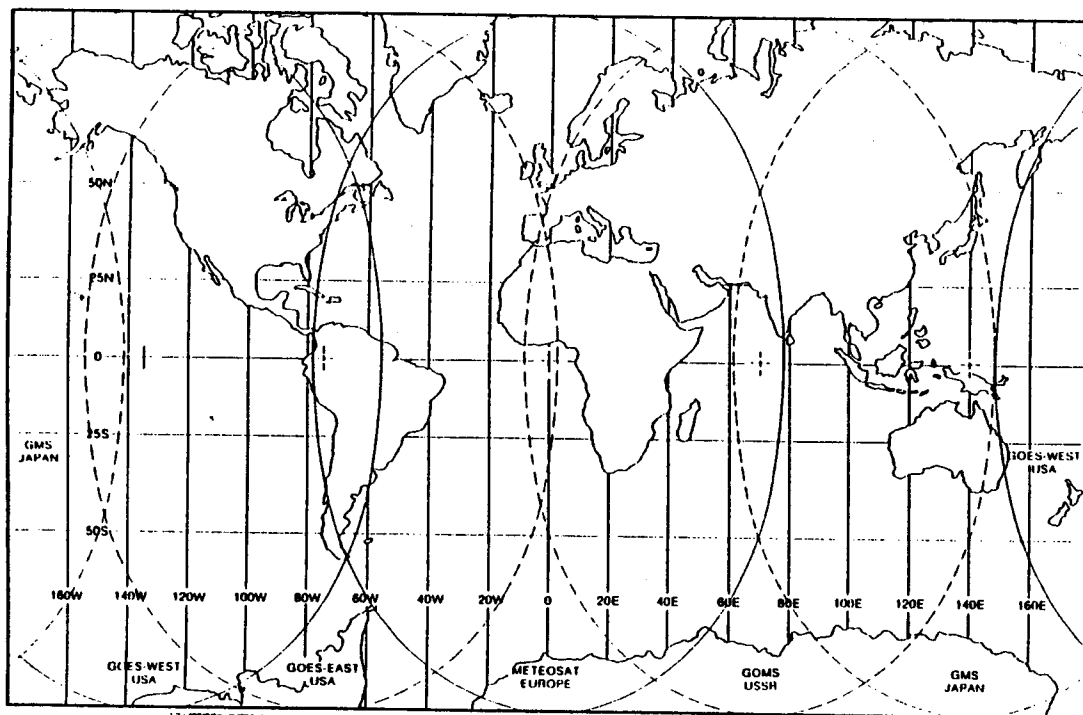 50N
25N
0
25S
GMS
JAPAN
GOES-WEST
USA
50S
160W 140W 120W 100W 80W 60W 40W 20W 0 20E 40E 60E 80E 100E 120E 140E 160E
GOES-WEST
USA
GOES-EAST
USA
METEOSAT
EUROPE
GOMS
USSR
GMS
JAPAN